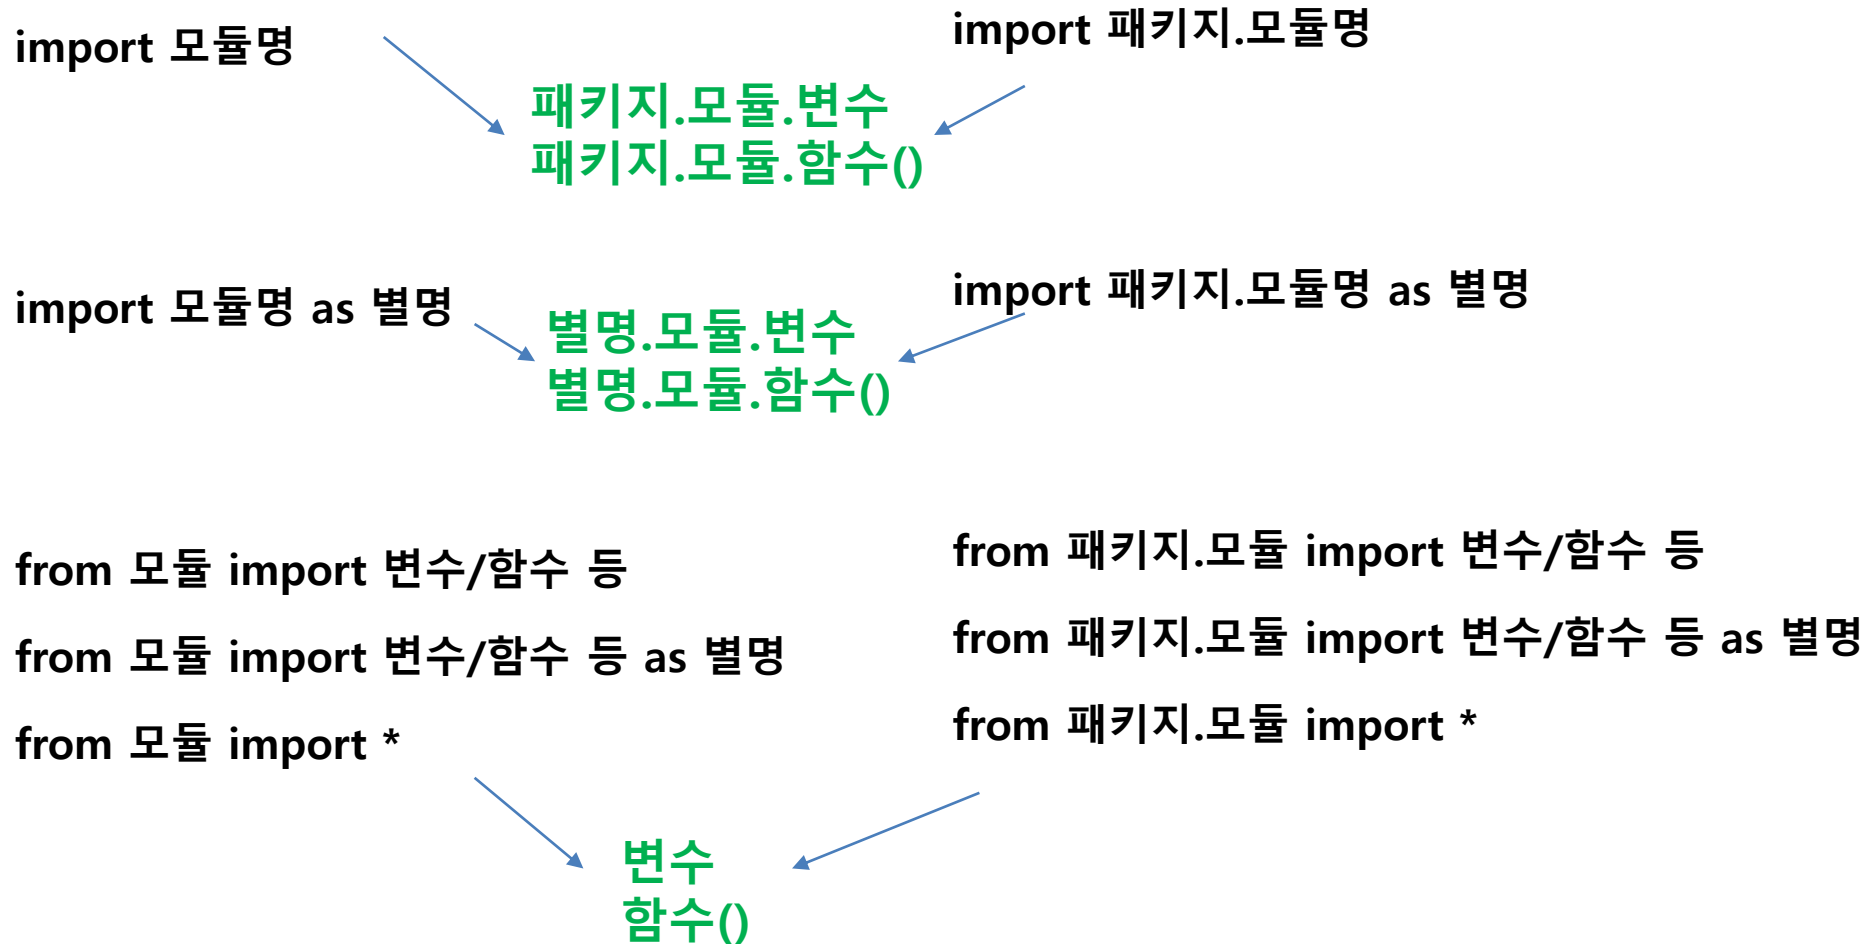 import 모듈명
import 패키지.모듈명
패키지.모듈.변수
패키지.모듈.함수()
import 모듈명 as 별명
import 패키지.모듈명 as 별명
별명.모듈.변수
별명.모듈.함수()
from 모듈 import 변수/함수 등
from 모듈 import 변수/함수 등 as 별명
from 모듈 import *
from 패키지.모듈 import 변수/함수 등
from 패키지.모듈 import 변수/함수 등 as 별명
from 패키지.모듈 import *
변수
함수()